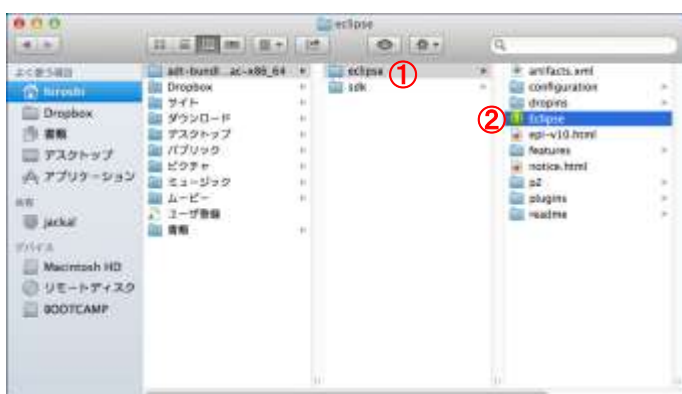 eclipse
よく使う項目
hiroshi
Dropbox
書類
デスクトップ
アプリケーション
共有
jackal
デバイス
Macintosh HD
リモートディスク
BOOTCAMP
adt-bundl...ac-x86_64
Dropbox
サイト
ダウンロード
デスクトップ
パブリック
ピクチャ
ミュージック
ムービー
ユーザ登録
書類
eclipse ①
sdk
artifacts.xml
configuration
dropins
② Eclipse
epl-v10.html
features
notice.html
p2
plugins
readme